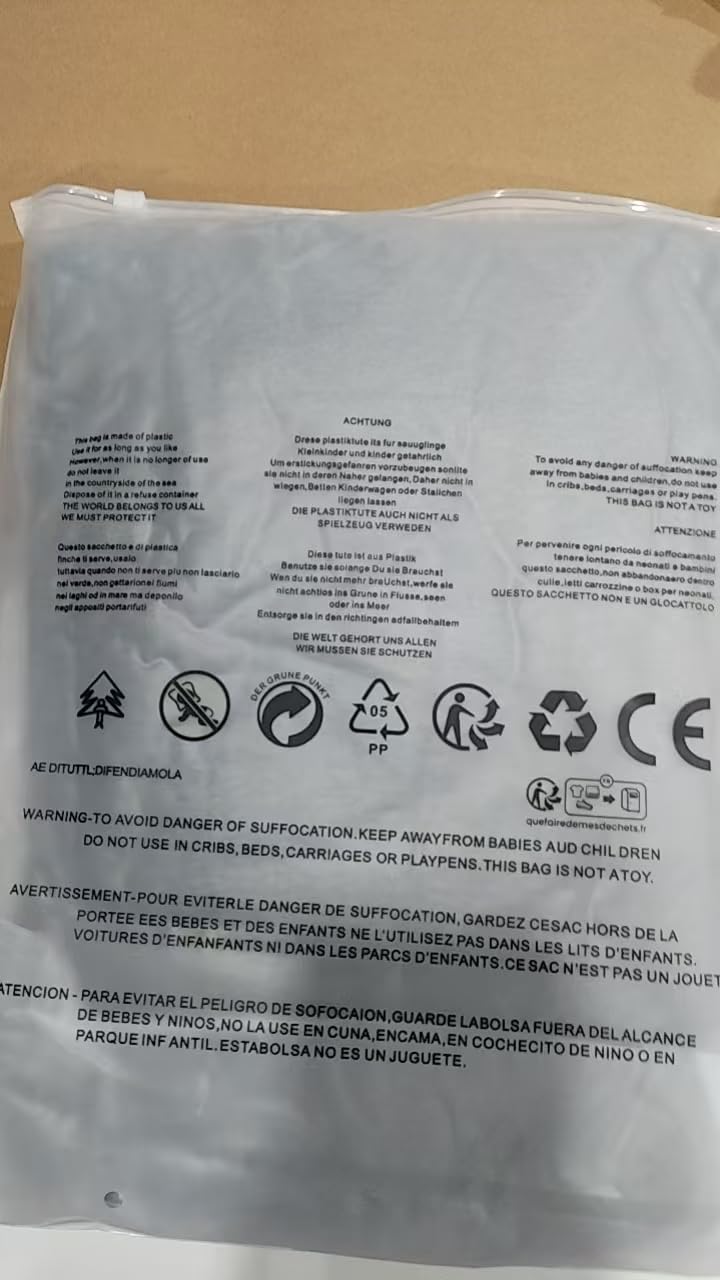 This bag is made of plastic
Use it for as long as you like
However,when it is no longer of use
do not leave it
in the countryside of the sea
Dispose of it in a refuse container
THE WORLD BELONGS TO US ALL
WE MUST PROTECT IT
Questo sacchetto e di plastica
finche ti serve,usalo
tuttavia quando non ti serve plu non lasciarlo
nel verde,non gettarionei fiumi
nei laghi od in mare ma deponilo
negli appositi portarifuti
ACHTUNG
Drese plastiklute its fur sauuglinge
Kleinkinder und kinder getahrlich
Um erstickungsgefanren vorzubeugen sonlite
sie nicht in deren Naher gelangen, Daher nicht in
wiegen,Betten Kinderwagen oder Stalichen
liegen lassen
DIE PLASTIKTUTE AUCH NICHT ALS
SPIELZEUG VERWEDEN
Diese tute ist aus Plastik
Benutze sie solange Du sie Brauchst
Wen du sie nicht mehr braUchst,werfe sle
nicht achtlos ins Grune in Flusse,seen
oder ins Meer
Entsorge sie in den richtingen adfallbehaltem
DIE WELT GEHORT UNS ALLEN
WIR MUSSEN SIE SCHUTZEN
WARNING
To avoid any danger of suffocation keep
away from babies and children,do not use
In cribs,beds,carriages or play pens.
THIS BAG IS NOT A TOY
ATTENZIONE
Per pervenire ogni pericolo di soffocamento
tenere lontano da neonati e bambini
questo sacchetto,non abbandonaero dentro
culle,letti carrozzine o box per neonati.
QUESTO SACCHETTO NON E UN GLOCATTOLO
DER GRUNE PUNKT
05
PP
CE
AE DITUTTL;DIFENDIAMOLA
FR
quefairedemesdechets.fr
WARNING-TO AVOID DANGER OF SUFFOCATION.KEEP AWAYFROM BABIES AUD CHIL DREN
DO NOT USE IN CRIBS,BEDS,CARRIAGES OR PLAYPENS.THIS BAG IS NOT ATOY.
AVERTISSEMENT-POUR EVITERLE DANGER DE SUFFOCATION,GARDEZ CESAC HORS DE LA
PORTEE EES BEBES ET DES ENFANTS NE L'UTILISEZ PAS DANS LES LITS D'ENFANTS.
VOITURES D'ENFANFANTS NI DANS LES PARCS D'ENFANTS.CE SAC N'EST PAS UN JOUET
ATENCION - PARA EVITAR EL PELIGRO DE SOFOCAION,GUARDE LABOLSA FUERA DEL ALCANCE
DE BEBES Y NINOS,NO LA USE EN CUNA,ENCAMA,EN COCHECITO DE NINO O EN
PARQUE INF ANTIL.ESTABOLSA NO ES UN JUGUETE.